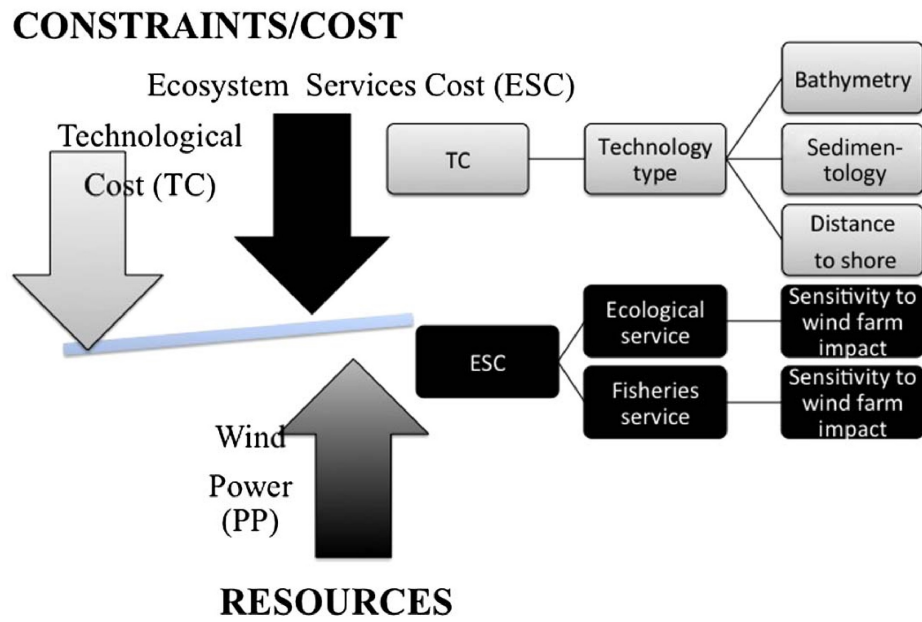 CONSTRAINTS/COST
Ecosystem Services Cost (ESC)
Technological
Cost (TC)
TC
Technology
type
Bathymetry
Sedimen-
tology
Distance
to shore
ESC
Ecological
service
Sensitivity to
wind farm
impact
Fisheries
service
Sensitivity to
wind farm
impact
Wind
Power
(PP)
RESOURCES